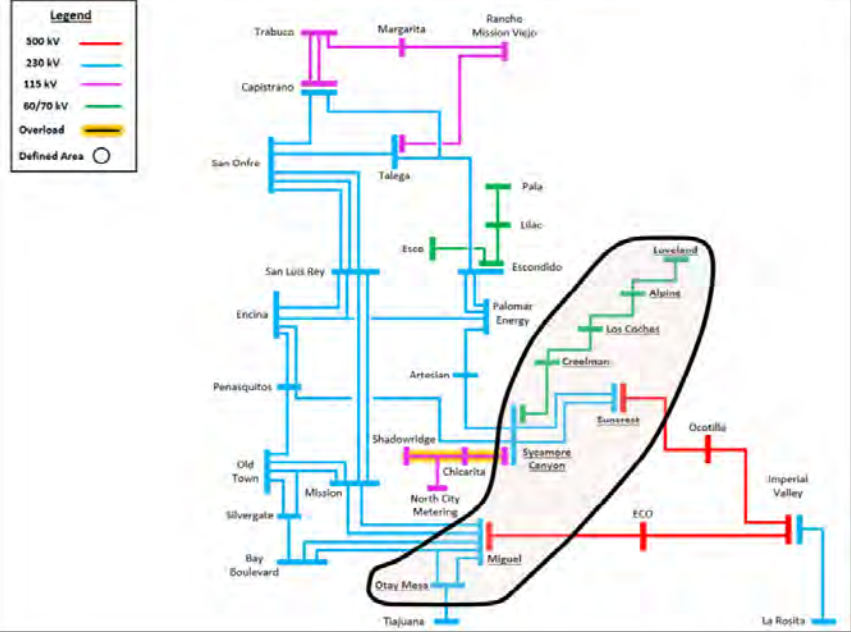 Legend
500 kV
230 kV
115 kV
60/70 kV
Overload
Defined Area
Trabuco
Margarita
Rancho
Mission Viejo
Capistrano
San Onfre
Talega
Pala
Lilac
Esco
Escondido
San Luis Rey
Encina
Palomar
Energy
Loveland
Alpine
Los Coches
Creelman
Artesian
Penasquitos
Suncrest
Shadowridge
Chicarita
North City
Metering
Sycamore
Canyon
Ocotillo
Imperial
Valley
Old
Town
Mission
Silvergate
ECO
Bay
Boulevard
Miguel
Otay Mesa
Tiajuana
La Rosita